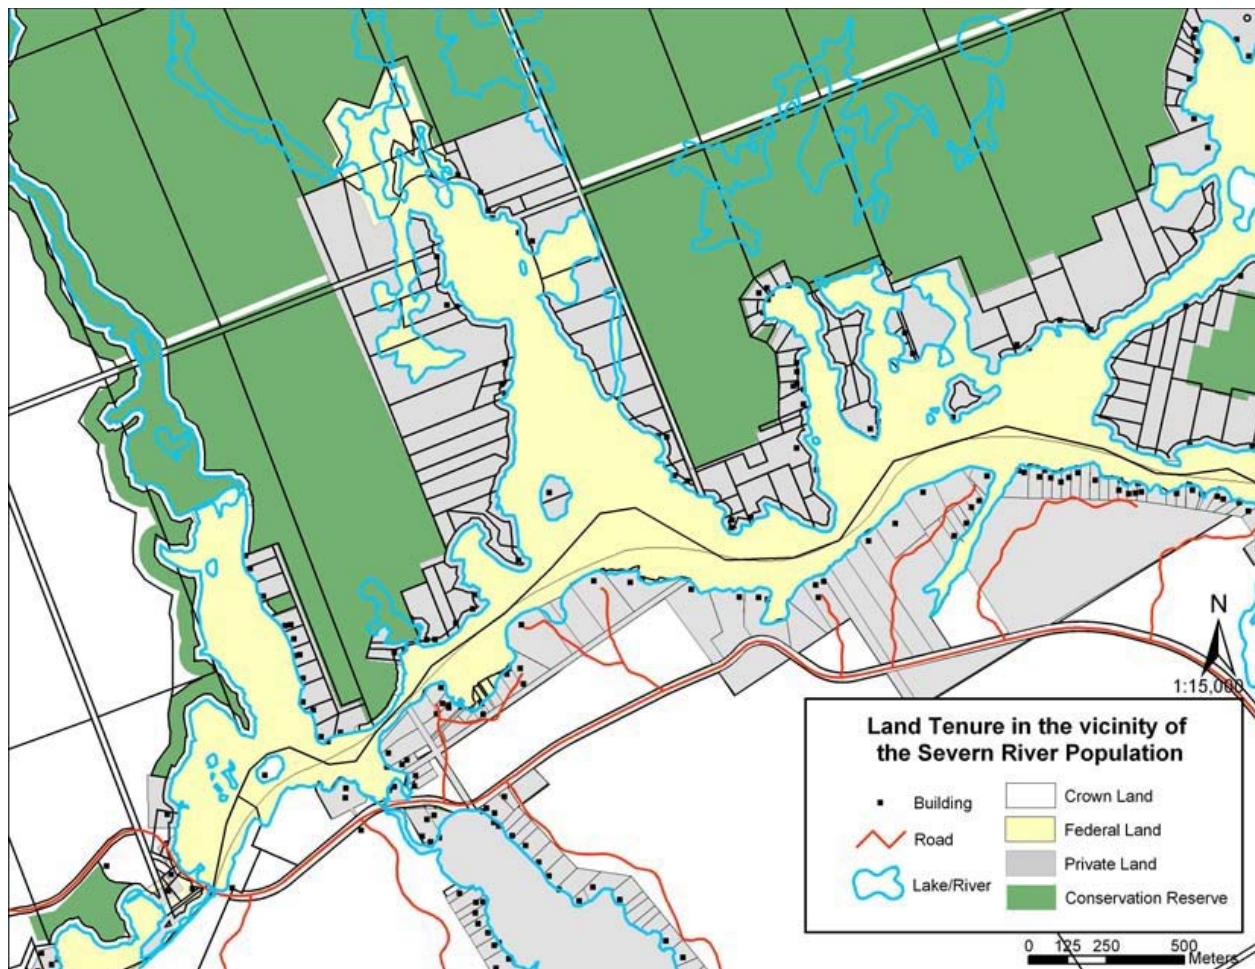 N
1:15,000
Land Tenure in the vicinity of
the Severn River Population
Building
Road
Lake/River
Crown Land
Federal Land
Private Land
Conservation Reserve
0 125 250 500
Meters